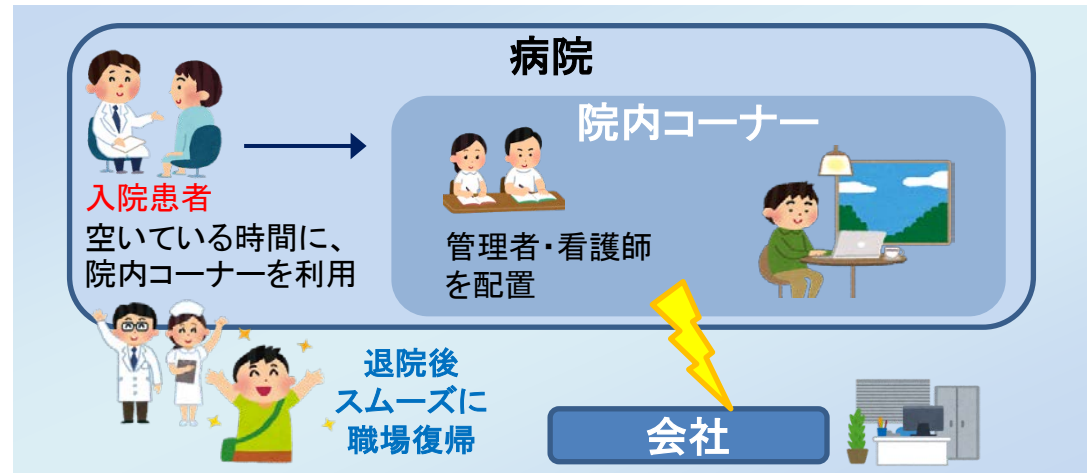 病院
院内コーナー
入院患者
空いている時間に、
院内コーナーを利用
管理者・看護師
を配置
退院後
スムーズに
職場復帰
会社